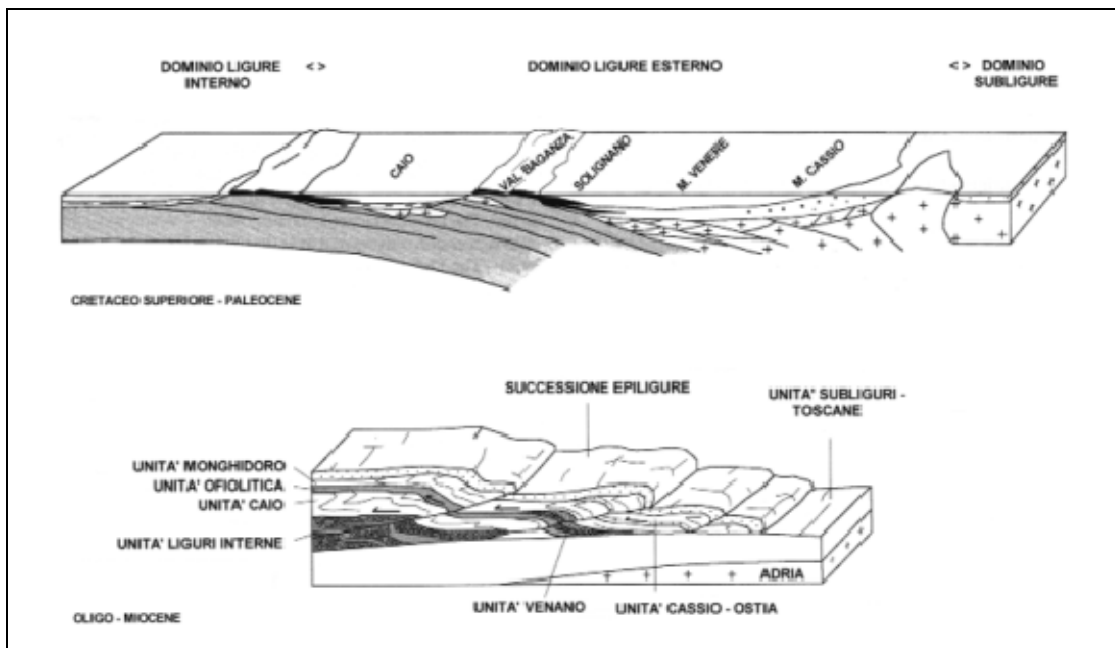 DOMINIO LIGURE <> DOMINIO LIGURE ESTERNO <> DOMINIO
INTERNO SUBLIGURE
CAIO
VAL BAGANZA
SOLIGNANO
M. VENERE
M. CASSIO
CRETACEO SUPERIORE - PALEOCENE
SUCCESSIONE EPILIGURE
UNITA' SUBLIGURI -
TOSCANE
UNITA' MONGHIDORO
UNITA' OFIOLITICA
UNITA' CAIO
UNITA' LIGURI INTERNE
ADRIA
UNITA' VENANO
UNITA' CASSIO - OSTIA
OLIGO - MIOCENE